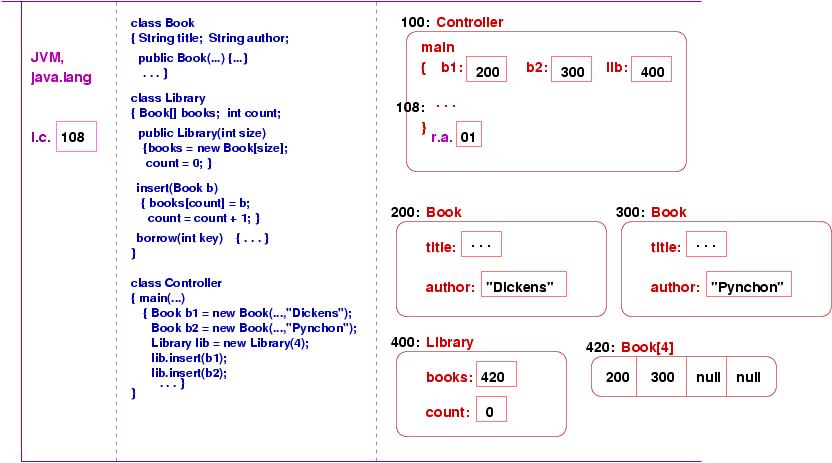 JVM,
java.lang
I.c. 108
class Book
{ String title; String author;
public Book(...) {...}
. . . }
class Library
{ Book[] books; int count;
public Library(int size)
{books = new Book[size];
count = 0; }
insert(Book b)
{ books[count] = b;
count = count + 1; }
borrow(int key) { . . . }
}
class Controller
{ main(...)
{ Book b1 = new Book(...,"Dickens");
Book b2 = new Book(...,"Pynchon");
Library lib = new Library(4);
lib.insert(b1);
lib.insert(b2);
. . . }
}
100: Controller
main
{ b1: 200 b2: 300 lib: 400
108: . . .
}
r.a. 01
200: Book
title: . . .
author: "Dickens"
300: Book
title: . . .
author: "Pynchon"
400: Library
books: 420
count: 0
420: Book[4]
200 300 null null